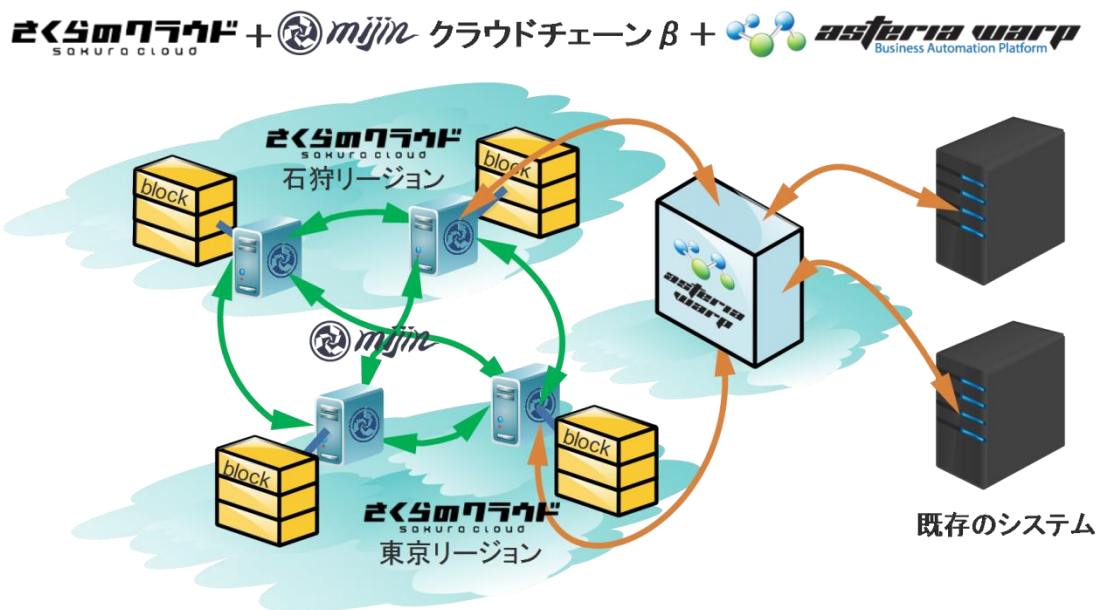 さくらのクラウド + mijin クラウドチェーンβ + asteria warp
SAKURA CLOUD
Business Automation Platform
さくらのクラウド
SAKURA CLOUD
石狩リージョン
block
block
asteria
warp
mijin
block
block
さくらのクラウド
SAKURA CLOUD
東京リージョン
既存のシステム